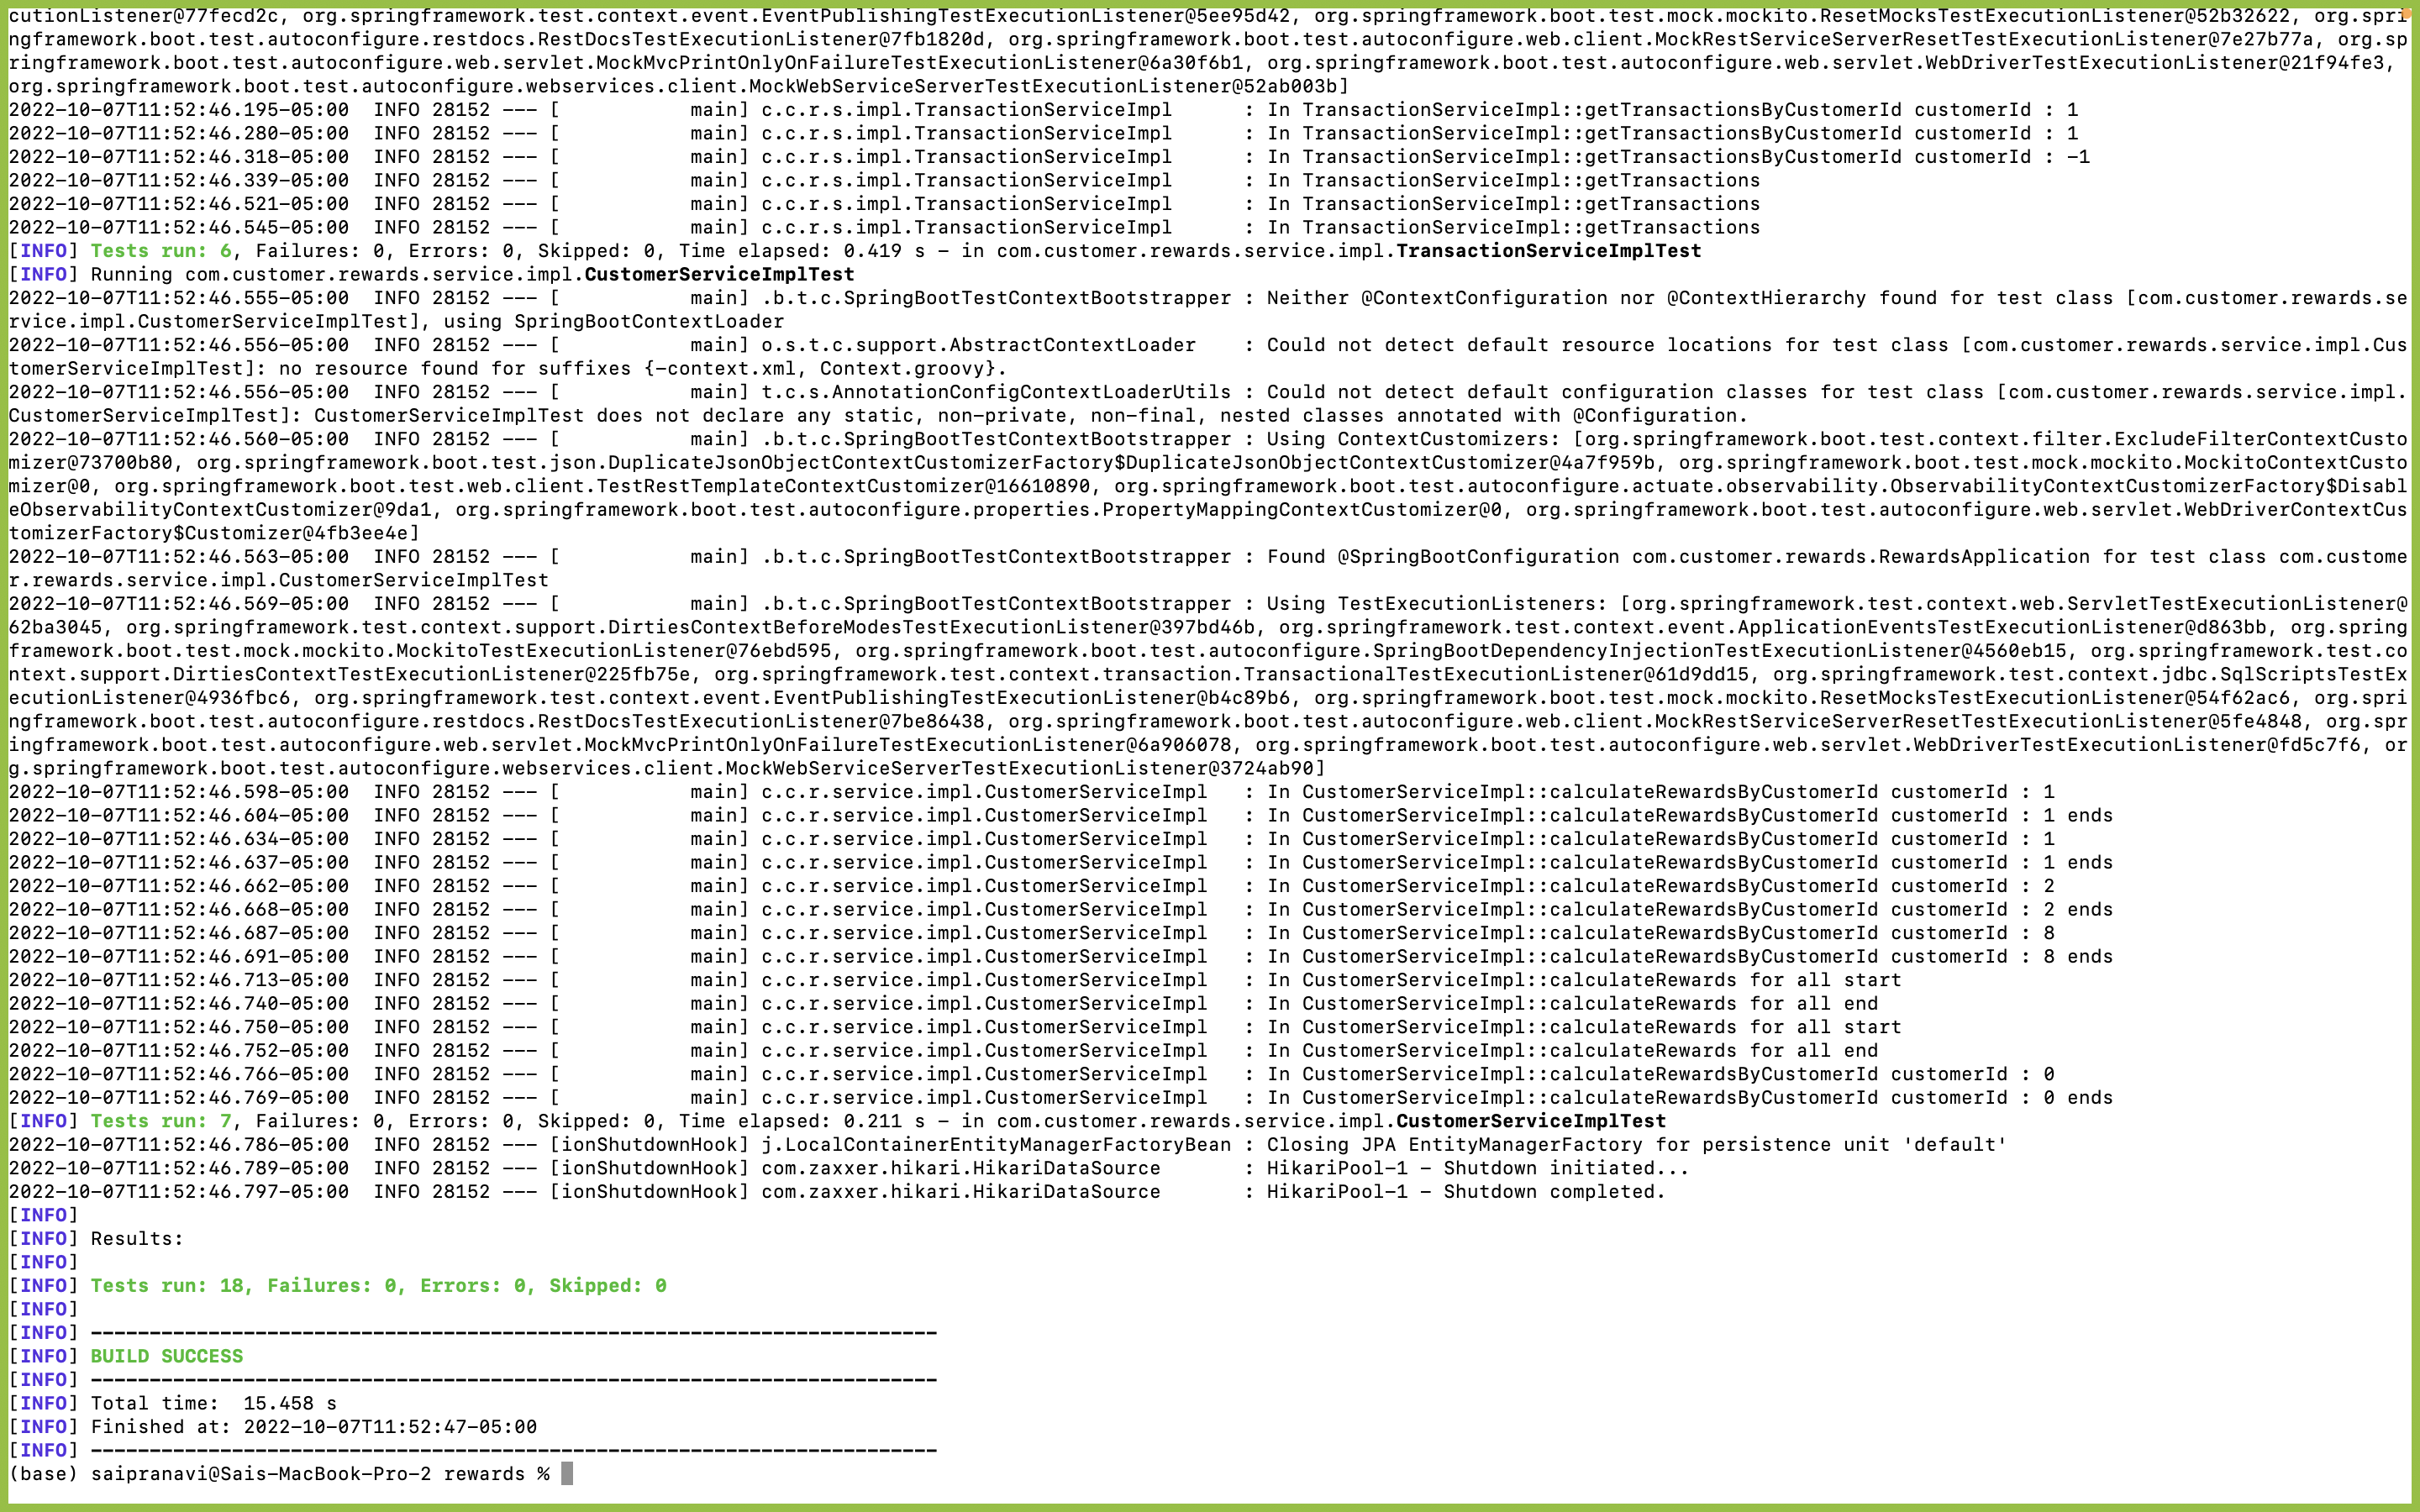 cutionListener@77fecd2c, org.springframework.test.context.event.EventPublishingTestExecutionListener@5ee95d42, org.springframework.boot.test.mock.mockito.ResetMocksTestExecutionListener@52b32622, org.spri
ngframework.boot.test.autoconfigure.restdocs.RestDocsTestExecutionListener@7fb1820d, org.springframework.boot.test.autoconfigure.web.client.MockRestServiceServerResetTestExecutionListener@7e27b77a, org.sp
ringframework.boot.test.autoconfigure.web.servlet.MockMvcPrintOnlyOnFailureTestExecutionListener@6a30f6b1, org.springframework.boot.test.autoconfigure.web.servlet.WebDriverTestExecutionListener@21f94fe3,
org.springframework.boot.test.autoconfigure.webservices.client.MockWebServiceServerTestExecutionListener@52ab003b]
2022-10-07T11:52:46.195-05:00  INFO 28152 --- [           main] c.c.r.s.impl.TransactionServiceImpl      : In TransactionServiceImpl::getTransactionsByCustomerId customerId : 1
2022-10-07T11:52:46.280-05:00  INFO 28152 --- [           main] c.c.r.s.impl.TransactionServiceImpl      : In TransactionServiceImpl::getTransactionsByCustomerId customerId : 1
2022-10-07T11:52:46.318-05:00  INFO 28152 --- [           main] c.c.r.s.impl.TransactionServiceImpl      : In TransactionServiceImpl::getTransactionsByCustomerId customerId : -1
2022-10-07T11:52:46.339-05:00  INFO 28152 --- [           main] c.c.r.s.impl.TransactionServiceImpl      : In TransactionServiceImpl::getTransactions
2022-10-07T11:52:46.521-05:00  INFO 28152 --- [           main] c.c.r.s.impl.TransactionServiceImpl      : In TransactionServiceImpl::getTransactions
2022-10-07T11:52:46.545-05:00  INFO 28152 --- [           main] c.c.r.s.impl.TransactionServiceImpl      : In TransactionServiceImpl::getTransactions
[INFO] Tests run: 6, Failures: 0, Errors: 0, Skipped: 0, Time elapsed: 0.419 s - in com.customer.rewards.service.impl.TransactionServiceImplTest
[INFO] Running com.customer.rewards.service.impl.CustomerServiceImplTest
2022-10-07T11:52:46.555-05:00  INFO 28152 --- [           main] .b.t.c.SpringBootTestContextBootstrapper : Neither @ContextConfiguration nor @ContextHierarchy found for test class [com.customer.rewards.se
rvice.impl.CustomerServiceImplTest], using SpringBootContextLoader
2022-10-07T11:52:46.556-05:00  INFO 28152 --- [           main] o.s.t.c.support.AbstractContextLoader    : Could not detect default resource locations for test class [com.customer.rewards.service.impl.Cus
tomerServiceImplTest]: no resource found for suffixes {-context.xml, Context.groovy}.
2022-10-07T11:52:46.556-05:00  INFO 28152 --- [           main] t.c.s.AnnotationConfigContextLoaderUtils : Could not detect default configuration classes for test class [com.customer.rewards.service.impl.
CustomerServiceImplTest]: CustomerServiceImplTest does not declare any static, non-private, non-final, nested classes annotated with @Configuration.
2022-10-07T11:52:46.560-05:00  INFO 28152 --- [           main] .b.t.c.SpringBootTestContextBootstrapper : Using ContextCustomizers: [org.springframework.boot.test.context.filter.ExcludeFilterContextCusto
mizer@73700b80, org.springframework.boot.test.json.DuplicateJsonObjectContextCustomizerFactory$DuplicateJsonObjectContextCustomizer@4a7f959b, org.springframework.boot.test.mock.mockito.MockitoContextCusto
mizer@0, org.springframework.boot.test.web.client.TestRestTemplateContextCustomizer@16610890, org.springframework.boot.test.autoconfigure.actuate.observability.ObservabilityContextCustomizerFactory$Disabl
eObservabilityContextCustomizer@9da1, org.springframework.boot.test.autoconfigure.properties.PropertyMappingContextCustomizer@0, org.springframework.boot.test.autoconfigure.web.servlet.WebDriverContextCus
tomizerFactory$Customizer@4fb3ee4e]
2022-10-07T11:52:46.563-05:00  INFO 28152 --- [           main] .b.t.c.SpringBootTestContextBootstrapper : Found @SpringBootConfiguration com.customer.rewards.RewardsApplication for test class com.custome
r.rewards.service.impl.CustomerServiceImplTest
2022-10-07T11:52:46.569-05:00  INFO 28152 --- [           main] .b.t.c.SpringBootTestContextBootstrapper : Using TestExecutionListeners: [org.springframework.test.context.web.ServletTestExecutionListener@
62ba3045, org.springframework.test.context.support.DirtiesContextBeforeModesTestExecutionListener@397bd46b, org.springframework.test.context.event.ApplicationEventsTestExecutionListener@d863bb, org.spring
framework.boot.test.mock.mockito.MockitoTestExecutionListener@76ebd595, org.springframework.boot.test.autoconfigure.SpringBootDependencyInjectionTestExecutionListener@4560eb15, org.springframework.test.co
ntext.support.DirtiesContextTestExecutionListener@225fb75e, org.springframework.test.context.transaction.TransactionalTestExecutionListener@61d9dd15, org.springframework.test.context.jdbc.SqlScriptsTestEx
ecutionListener@4936fbc6, org.springframework.test.context.event.EventPublishingTestExecutionListener@b4c89b6, org.springframework.boot.test.mock.mockito.ResetMocksTestExecutionListener@54f62ac6, org.spri
ngframework.boot.test.autoconfigure.restdocs.RestDocsTestExecutionListener@7be86438, org.springframework.boot.test.autoconfigure.web.client.MockRestServiceServerResetTestExecutionListener@5fe4848, org.spr
ingframework.boot.test.autoconfigure.web.servlet.MockMvcPrintOnlyOnFailureTestExecutionListener@6a906078, org.springframework.boot.test.autoconfigure.web.servlet.WebDriverTestExecutionListener@fd5c7f6, or
g.springframework.boot.test.autoconfigure.webservices.client.MockWebServiceServerTestExecutionListener@3724ab90]
2022-10-07T11:52:46.598-05:00  INFO 28152 --- [           main] c.c.r.service.impl.CustomerServiceImpl   : In CustomerServiceImpl::calculateRewardsByCustomerId customerId : 1
2022-10-07T11:52:46.604-05:00  INFO 28152 --- [           main] c.c.r.service.impl.CustomerServiceImpl   : In CustomerServiceImpl::calculateRewardsByCustomerId customerId : 1 ends
2022-10-07T11:52:46.634-05:00  INFO 28152 --- [           main] c.c.r.service.impl.CustomerServiceImpl   : In CustomerServiceImpl::calculateRewardsByCustomerId customerId : 1
2022-10-07T11:52:46.637-05:00  INFO 28152 --- [           main] c.c.r.service.impl.CustomerServiceImpl   : In CustomerServiceImpl::calculateRewardsByCustomerId customerId : 1 ends
2022-10-07T11:52:46.662-05:00  INFO 28152 --- [           main] c.c.r.service.impl.CustomerServiceImpl   : In CustomerServiceImpl::calculateRewardsByCustomerId customerId : 2
2022-10-07T11:52:46.668-05:00  INFO 28152 --- [           main] c.c.r.service.impl.CustomerServiceImpl   : In CustomerServiceImpl::calculateRewardsByCustomerId customerId : 2 ends
2022-10-07T11:52:46.687-05:00  INFO 28152 --- [           main] c.c.r.service.impl.CustomerServiceImpl   : In CustomerServiceImpl::calculateRewardsByCustomerId customerId : 8
2022-10-07T11:52:46.691-05:00  INFO 28152 --- [           main] c.c.r.service.impl.CustomerServiceImpl   : In CustomerServiceImpl::calculateRewardsByCustomerId customerId : 8 ends
2022-10-07T11:52:46.713-05:00  INFO 28152 --- [           main] c.c.r.service.impl.CustomerServiceImpl   : In CustomerServiceImpl::calculateRewards for all start
2022-10-07T11:52:46.740-05:00  INFO 28152 --- [           main] c.c.r.service.impl.CustomerServiceImpl   : In CustomerServiceImpl::calculateRewards for all end
2022-10-07T11:52:46.750-05:00  INFO 28152 --- [           main] c.c.r.service.impl.CustomerServiceImpl   : In CustomerServiceImpl::calculateRewards for all start
2022-10-07T11:52:46.752-05:00  INFO 28152 --- [           main] c.c.r.service.impl.CustomerServiceImpl   : In CustomerServiceImpl::calculateRewards for all end
2022-10-07T11:52:46.766-05:00  INFO 28152 --- [           main] c.c.r.service.impl.CustomerServiceImpl   : In CustomerServiceImpl::calculateRewardsByCustomerId customerId : 0
2022-10-07T11:52:46.769-05:00  INFO 28152 --- [           main] c.c.r.service.impl.CustomerServiceImpl   : In CustomerServiceImpl::calculateRewardsByCustomerId customerId : 0 ends
[INFO] Tests run: 7, Failures: 0, Errors: 0, Skipped: 0, Time elapsed: 0.211 s - in com.customer.rewards.service.impl.CustomerServiceImplTest
2022-10-07T11:52:46.786-05:00  INFO 28152 --- [ionShutdownHook] j.LocalContainerEntityManagerFactoryBean : Closing JPA EntityManagerFactory for persistence unit 'default'
2022-10-07T11:52:46.789-05:00  INFO 28152 --- [ionShutdownHook] com.zaxxer.hikari.HikariDataSource       : HikariPool-1 - Shutdown initiated...
2022-10-07T11:52:46.797-05:00  INFO 28152 --- [ionShutdownHook] com.zaxxer.hikari.HikariDataSource       : HikariPool-1 - Shutdown completed.
[INFO]
[INFO] Results:
[INFO]
[INFO] Tests run: 18, Failures: 0, Errors: 0, Skipped: 0
[INFO]
[INFO] ------------------------------------------------------------------------
[INFO] BUILD SUCCESS
[INFO] ------------------------------------------------------------------------
[INFO] Total time:  15.458 s
[INFO] Finished at: 2022-10-07T11:52:47-05:00
[INFO] ------------------------------------------------------------------------
(base) saipranavi@Sais-MacBook-Pro-2 rewards %